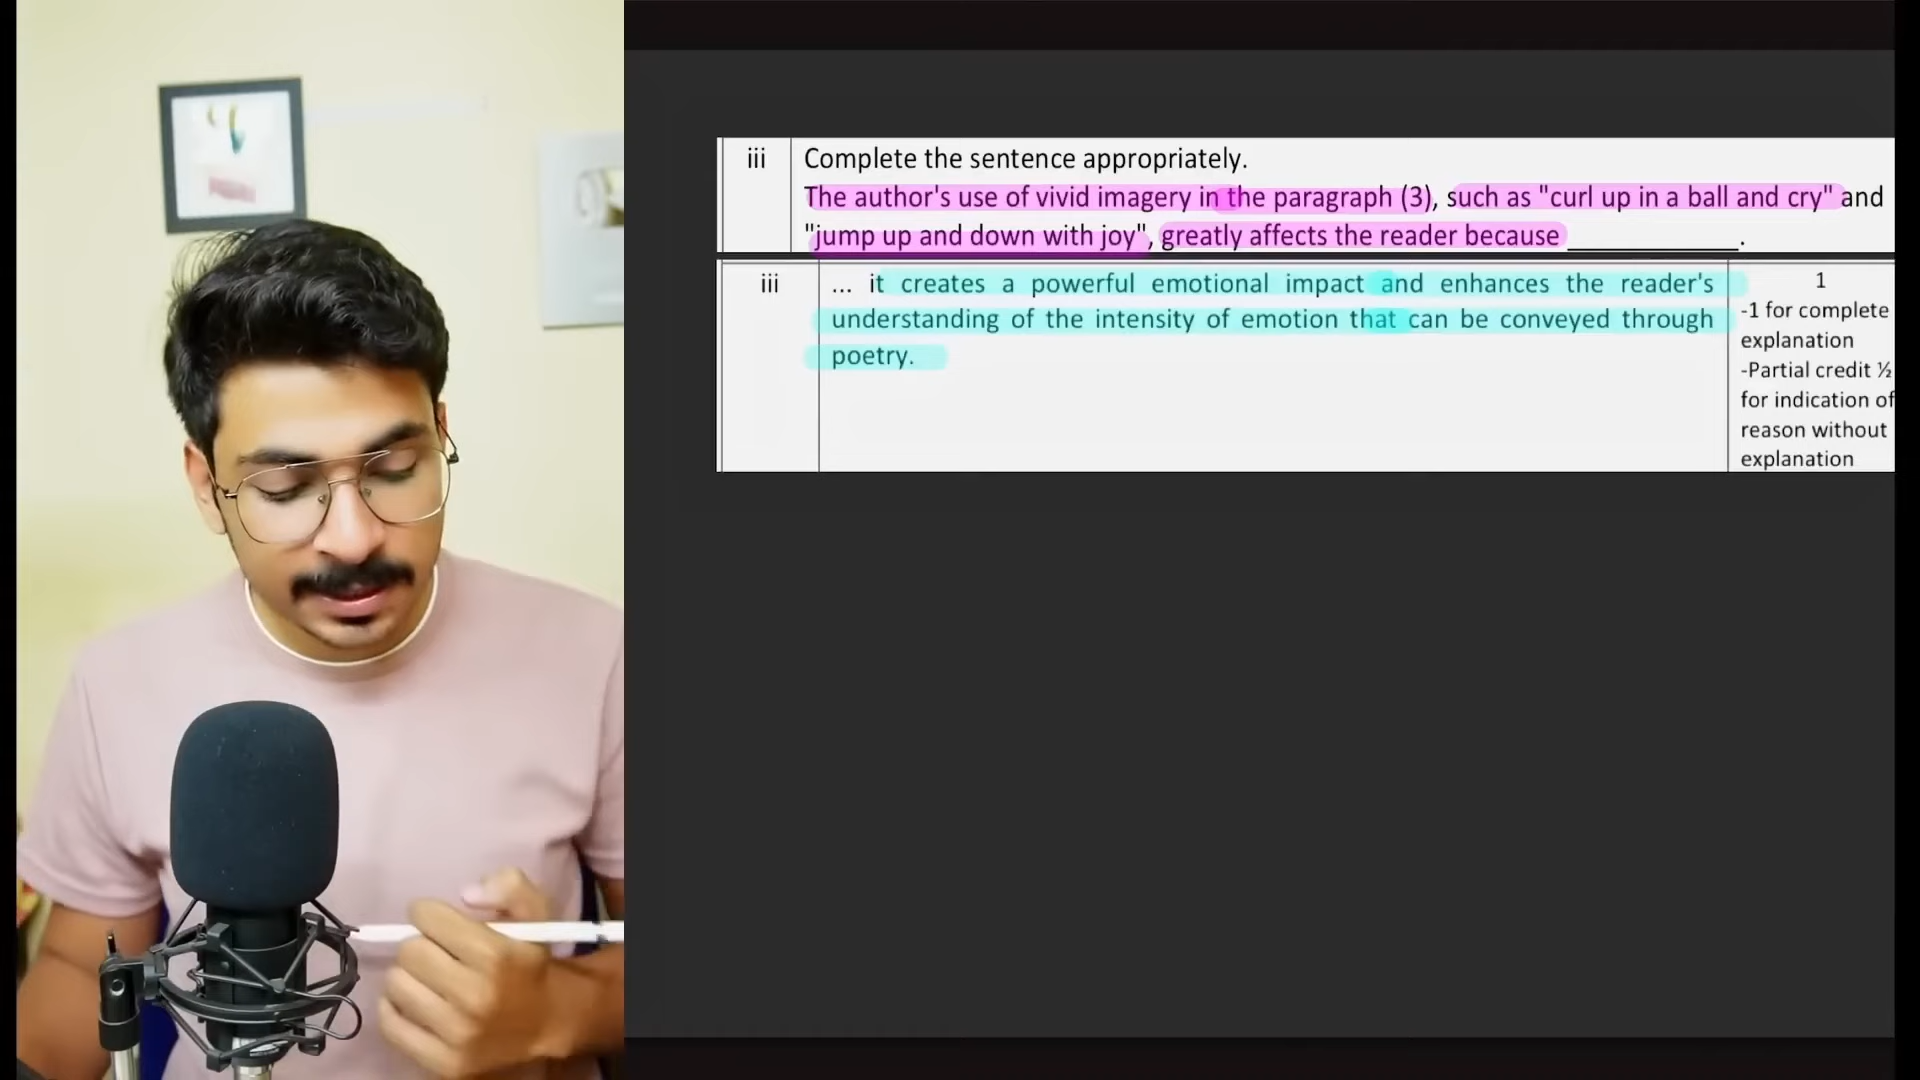 iii
Complete the sentence appropriately.
The author's use of vivid imagery in the paragraph (3), such as "curl up in a ball and cry" and
"jump up and down with joy", greatly affects the reader because ____________.
iii
... it creates a powerful emotional impact and enhances the reader's
understanding of the intensity of emotion that can be conveyed through
poetry.
1
-1 for complete
explanation
-Partial credit ½
for indication of
reason without
explanation